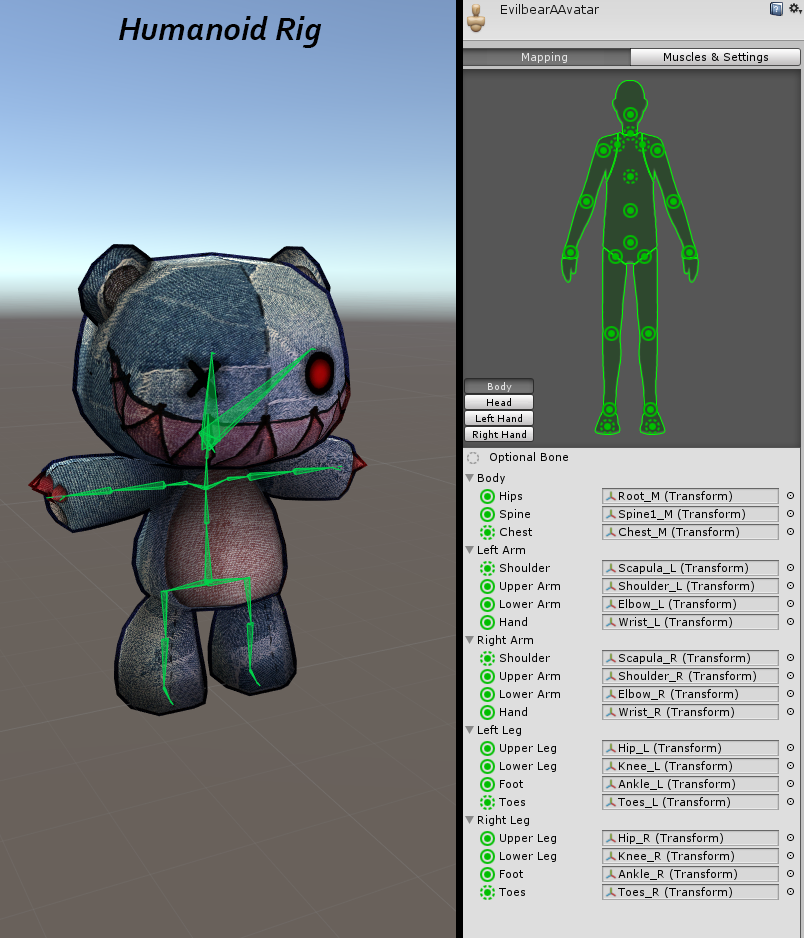 Humanoid Rig
EvilbearAAvatar
Mapping
Muscles & Settings
Body
Head
Left Hand
Right Hand
Optional Bone
Body
Hips Root_M (Transform)
Spine Spine1_M (Transform)
Chest Chest_M (Transform)
Left Arm
Shoulder Scapula_L (Transform)
Upper Arm Shoulder_L (Transform)
Lower Arm Elbow_L (Transform)
Hand Wrist_L (Transform)
Right Arm
Shoulder Scapula_R (Transform)
Upper Arm Shoulder_R (Transform)
Lower Arm Elbow_R (Transform)
Hand Wrist_R (Transform)
Left Leg
Upper Leg Hip_L (Transform)
Lower Leg Knee_L (Transform)
Foot Ankle_L (Transform)
Toes Toes_L (Transform)
Right Leg
Upper Leg Hip_R (Transform)
Lower Leg Knee_R (Transform)
Foot Ankle_R (Transform)
Toes Toes_R (Transform)